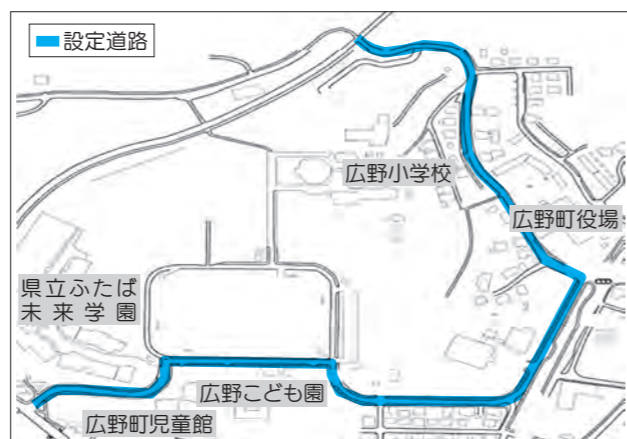 設定道路
広野小学校
広野町役場
県立ふたば
未来学園
広野こども園
広野町児童館